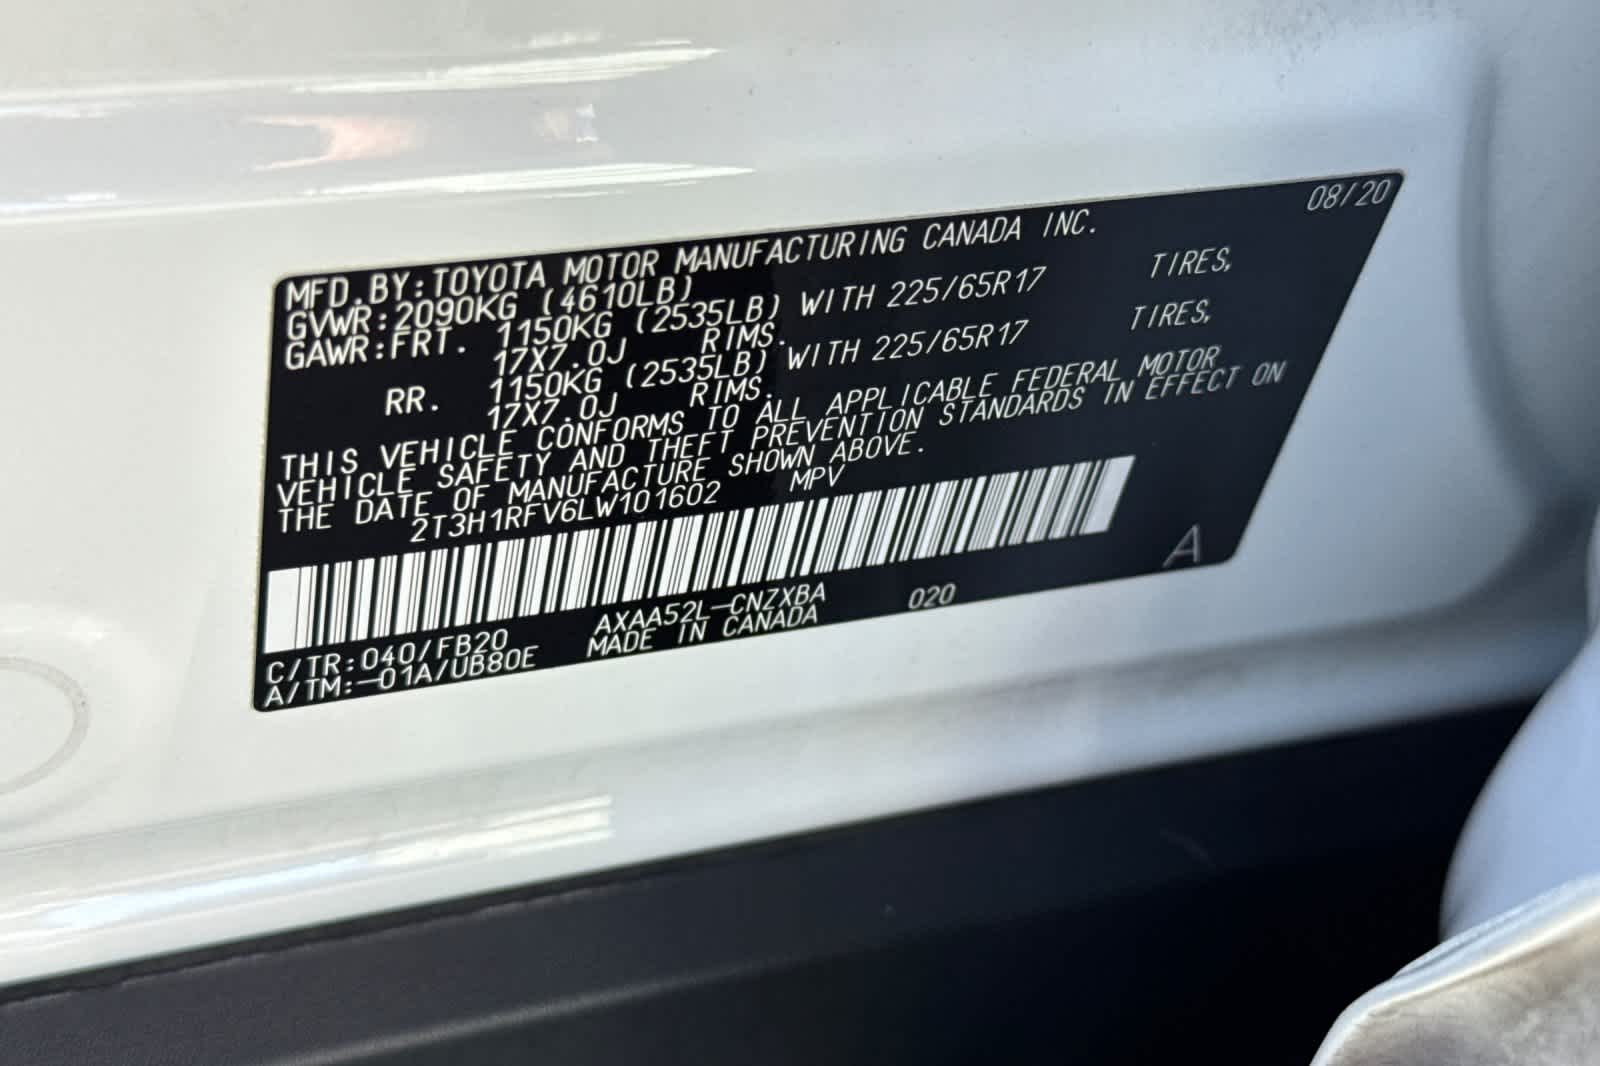 08/20
MFD.BY:TOYOTA MOTOR MANUFACTURING CANADA INC.
GVWR:2090KG (4610LB)
GAWR:FRT. 1150KG (2535LB) WITH 225/65R17 TIRES,
17X7.0J RIMS.
RR. 1150KG (2535LB) WITH 225/65R17 TIRES,
17X7.0J RIMS.
THIS VEHICLE CONFORMS TO ALL APPLICABLE FEDERAL MOTOR
VEHICLE SAFETY AND THEFT PREVENTION STANDARDS IN EFFECT ON
THE DATE OF MANUFACTURE SHOWN ABOVE.
2T3H1RFV6LW101602 MPV
A
C/TR:040/FB20 AXAA52L-CNZXBA 020
A/TM:-01A/UB80E MADE IN CANADA